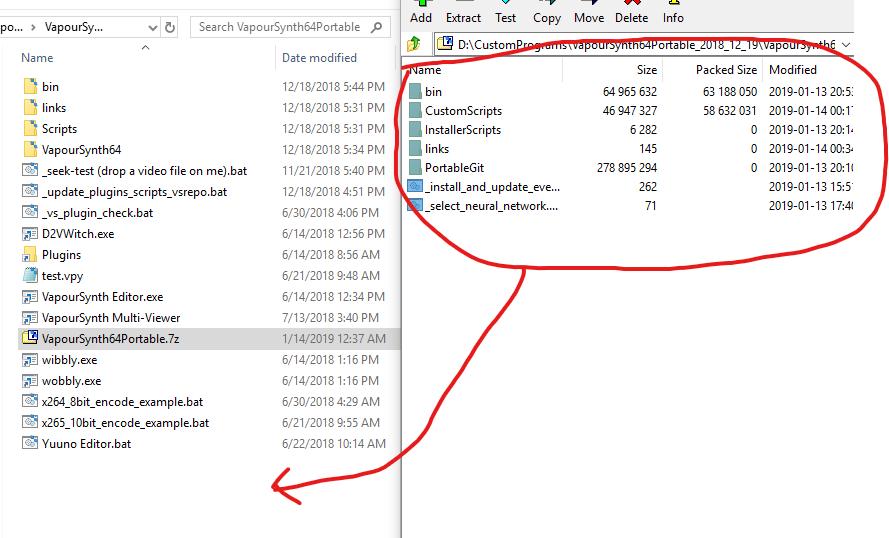 po... > VapourSy...
Search VapourSynth64Portable
Name Date modified
bin 12/18/2018 5:44 PM
links 12/18/2018 5:31 PM
Scripts 12/18/2018 5:31 PM
VapourSynth64 12/18/2018 5:34 PM
_seek-test (drop a video file on me).bat 11/21/2018 5:40 PM
_update_plugins_scripts_vsrepo.bat 12/18/2018 4:51 PM
_vs_plugin_check.bat 6/30/2018 4:06 PM
D2VWitch.exe 6/14/2018 12:56 PM
Plugins 6/14/2018 8:56 AM
test.vpy 6/21/2018 9:48 AM
VapourSynth Editor.exe 6/14/2018 12:34 PM
VapourSynth Multi-Viewer 7/13/2018 3:40 PM
VapourSynth64Portable.7z 1/14/2019 12:37 AM
wibbly.exe 6/14/2018 1:16 PM
wobbly.exe 6/14/2018 1:16 PM
x264_8bit_encode_example.bat 6/30/2018 4:29 AM
x265_10bit_encode_example.bat 6/21/2018 9:55 AM
Yuuno Editor.bat 6/22/2018 10:14 AM
Add Extract Test Copy Move Delete Info
D:\CustomPrograms\VapourSynth64Portable_2018_12_19\VapourSynth6
Name Size Packed Size Modified
bin 64 965 632 63 188 050 2019-01-13 20:5
CustomScripts 46 947 327 58 632 031 2019-01-14 00:1
InstallerScripts 6 282 0 2019-01-13 20:1
links 145 0 2019-01-14 00:3
PortableGit 278 895 294 0 2019-01-13 20:1
_install_and_update_eve... 262 2019-01-13 15:5
_select_neural_network.... 71 2019-01-13 17:4